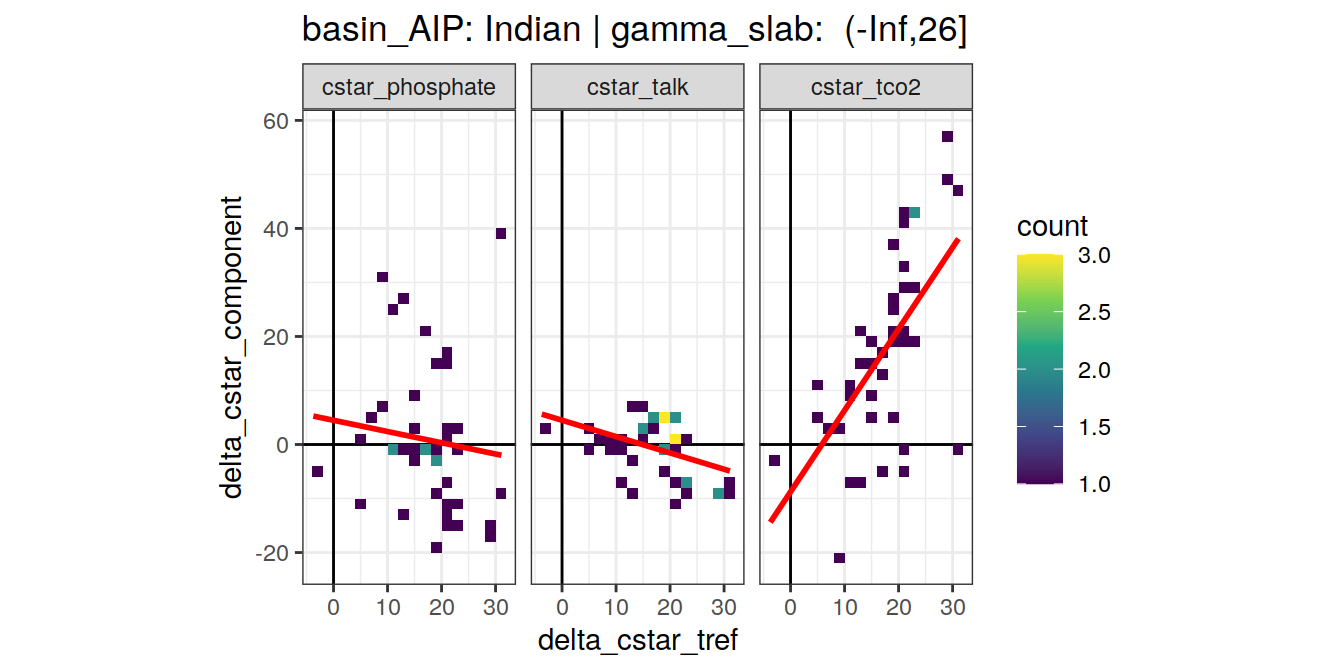 basin_AIP: Indian | gamma_slab:  (-Inf,26]
cstar_phosphate
cstar_talk
cstar_tco2
delta_cstar_component
60
40
20
0
-20
0 10 20 30
0 10 20 30
0 10 20 30
delta_cstar_tref
count
3.0
2.5
2.0
1.5
1.0